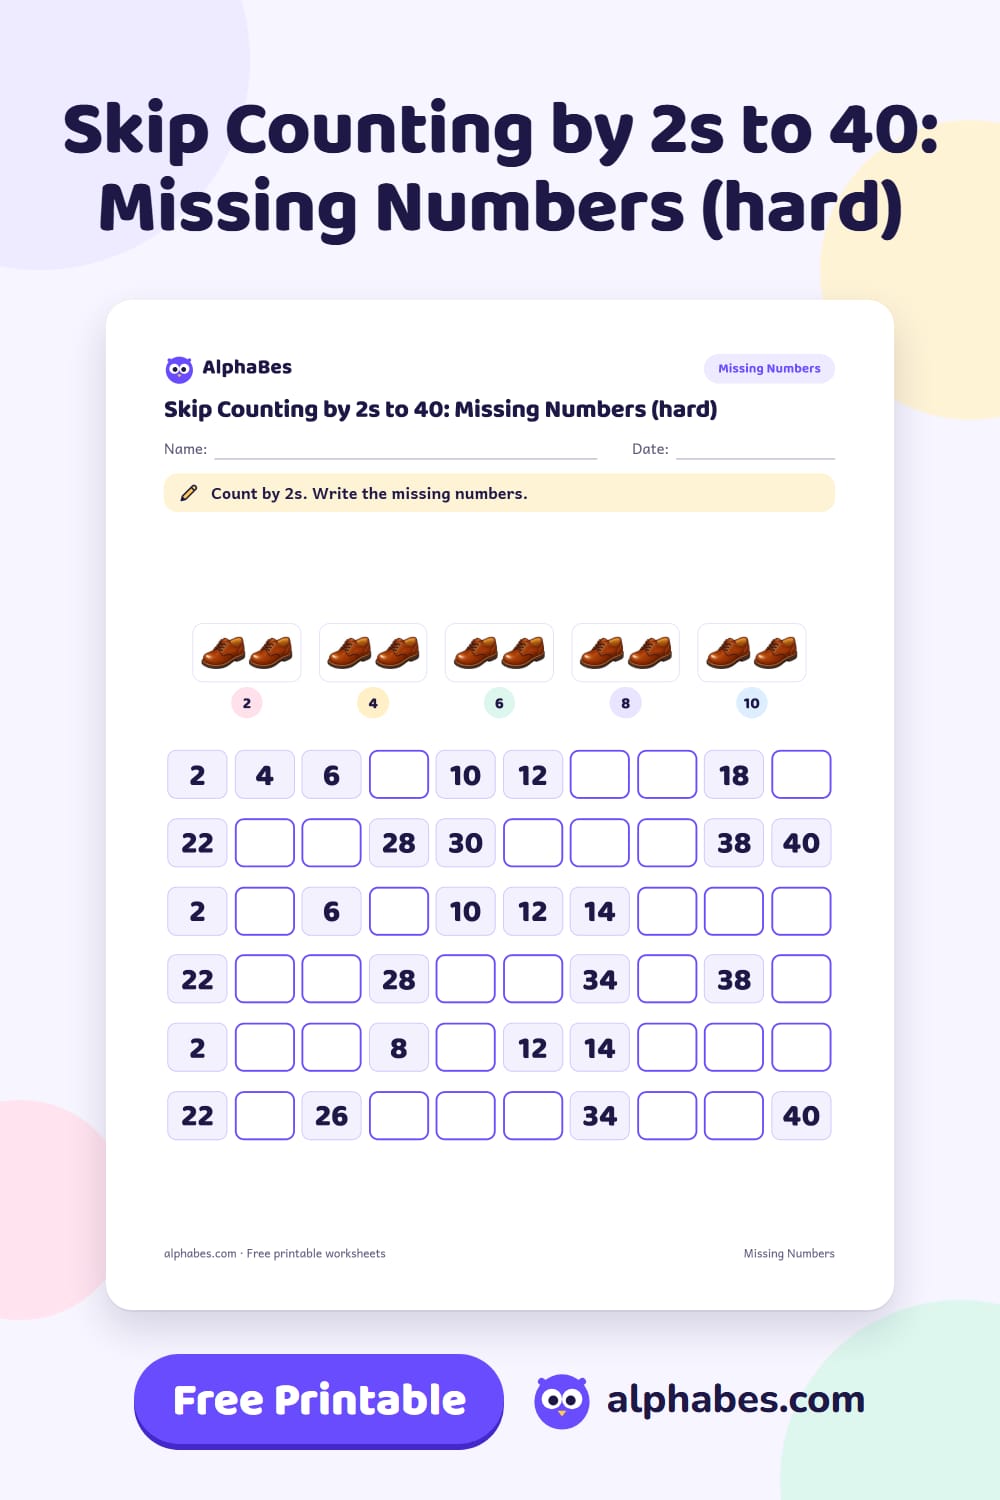 Skip Counting by 2s to 40:
Missing Numbers (hard)
AlphaBes
Missing Numbers
Skip Counting by 2s to 40: Missing Numbers (hard)
Name:
Date:
Count by 2s. Write the missing numbers.
2 4 6 8 10
2 4 6 10 12 18
22 28 30 38 40
2 6 10 12 14
22 28 34 38
2 8 12 14
22 26 34 40
alphabes.com · Free printable worksheets
Missing Numbers
Free Printable
alphabes.com